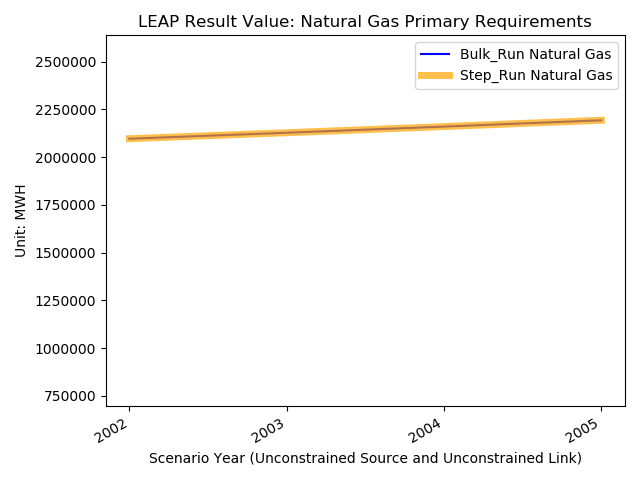 LEAP Result Value: Natural Gas Primary Requirements
Bulk_Run Natural Gas
Step_Run Natural Gas
Unit: MWH
2500000
2250000
2000000
1750000
1500000
1250000
1000000
750000
2002
2003
2004
2005
Scenario Year (Unconstrained Source and Unconstrained Link)